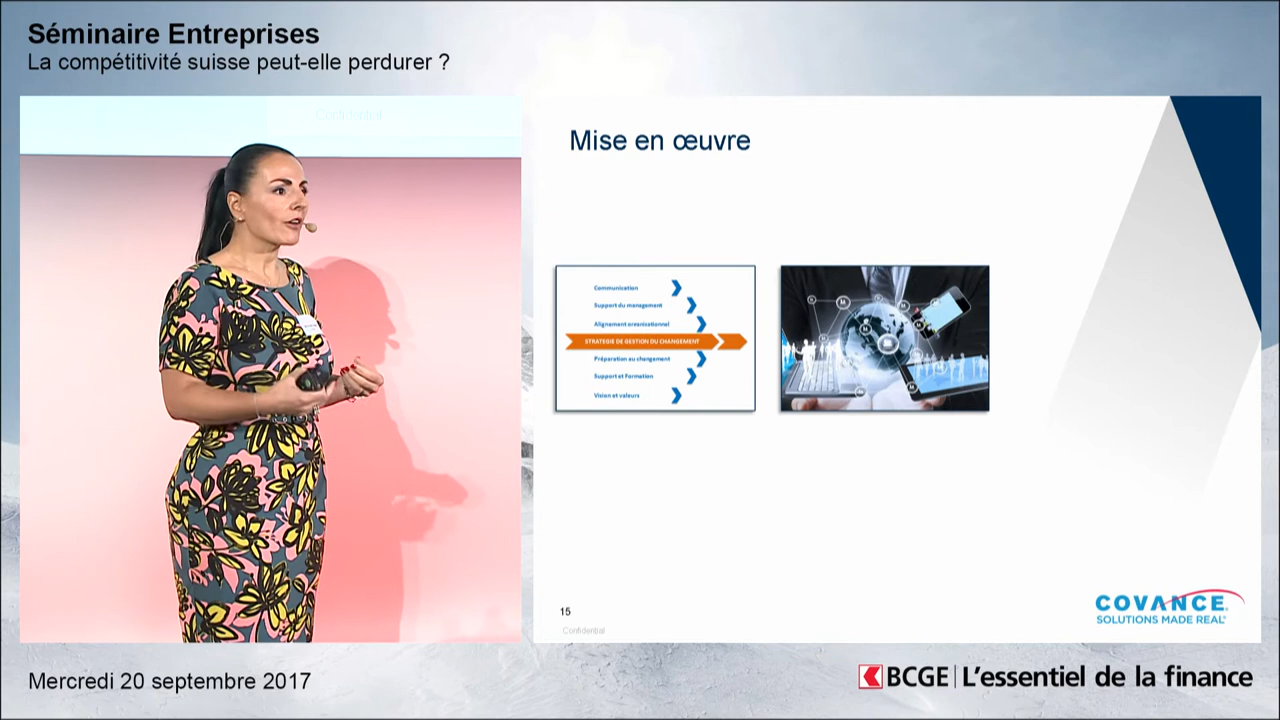 Séminaire Entreprises
La compétitivité suisse peut-elle perdurer ?
Confidential
Mise en œuvre
Communication
Support du management
Alignement organisationnel
STRATEGIE DE GESTION DU CHANGEMENT
Préparation au changement
Support et Formation
Vision et valeurs
15
Confidential
COVANCE
SOLUTIONS MADE REAL
Mercredi 20 septembre 2017
BCGE | L'essentiel de la finance